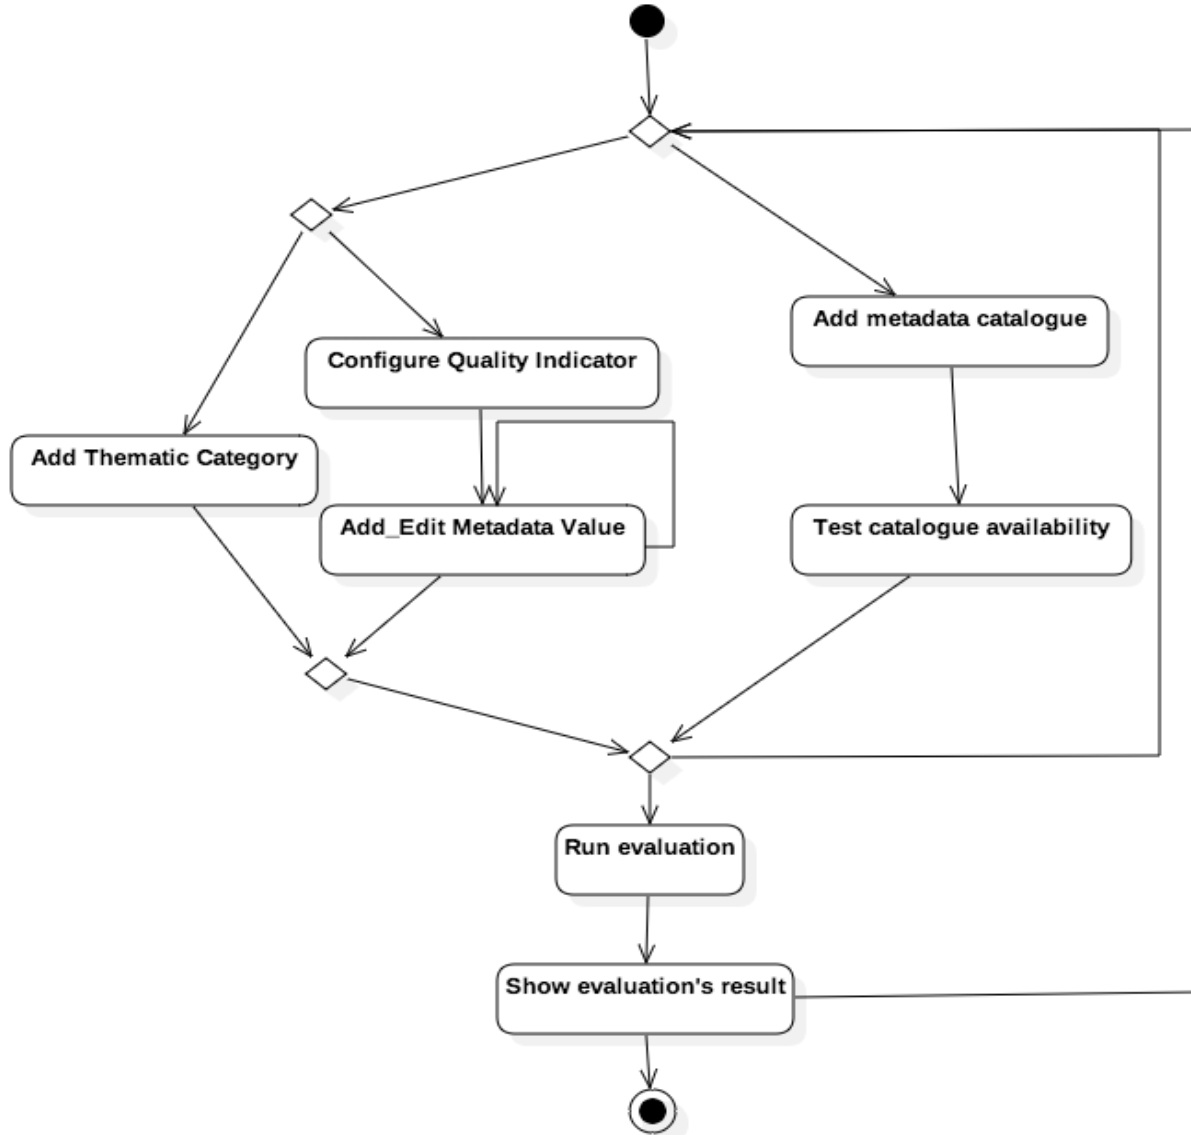 Add metadata catalogue
Configure Quality Indicator
Add Thematic Category
Add_Edit Metadata Value
Test catalogue availability
Run evaluation
Show evaluation's result